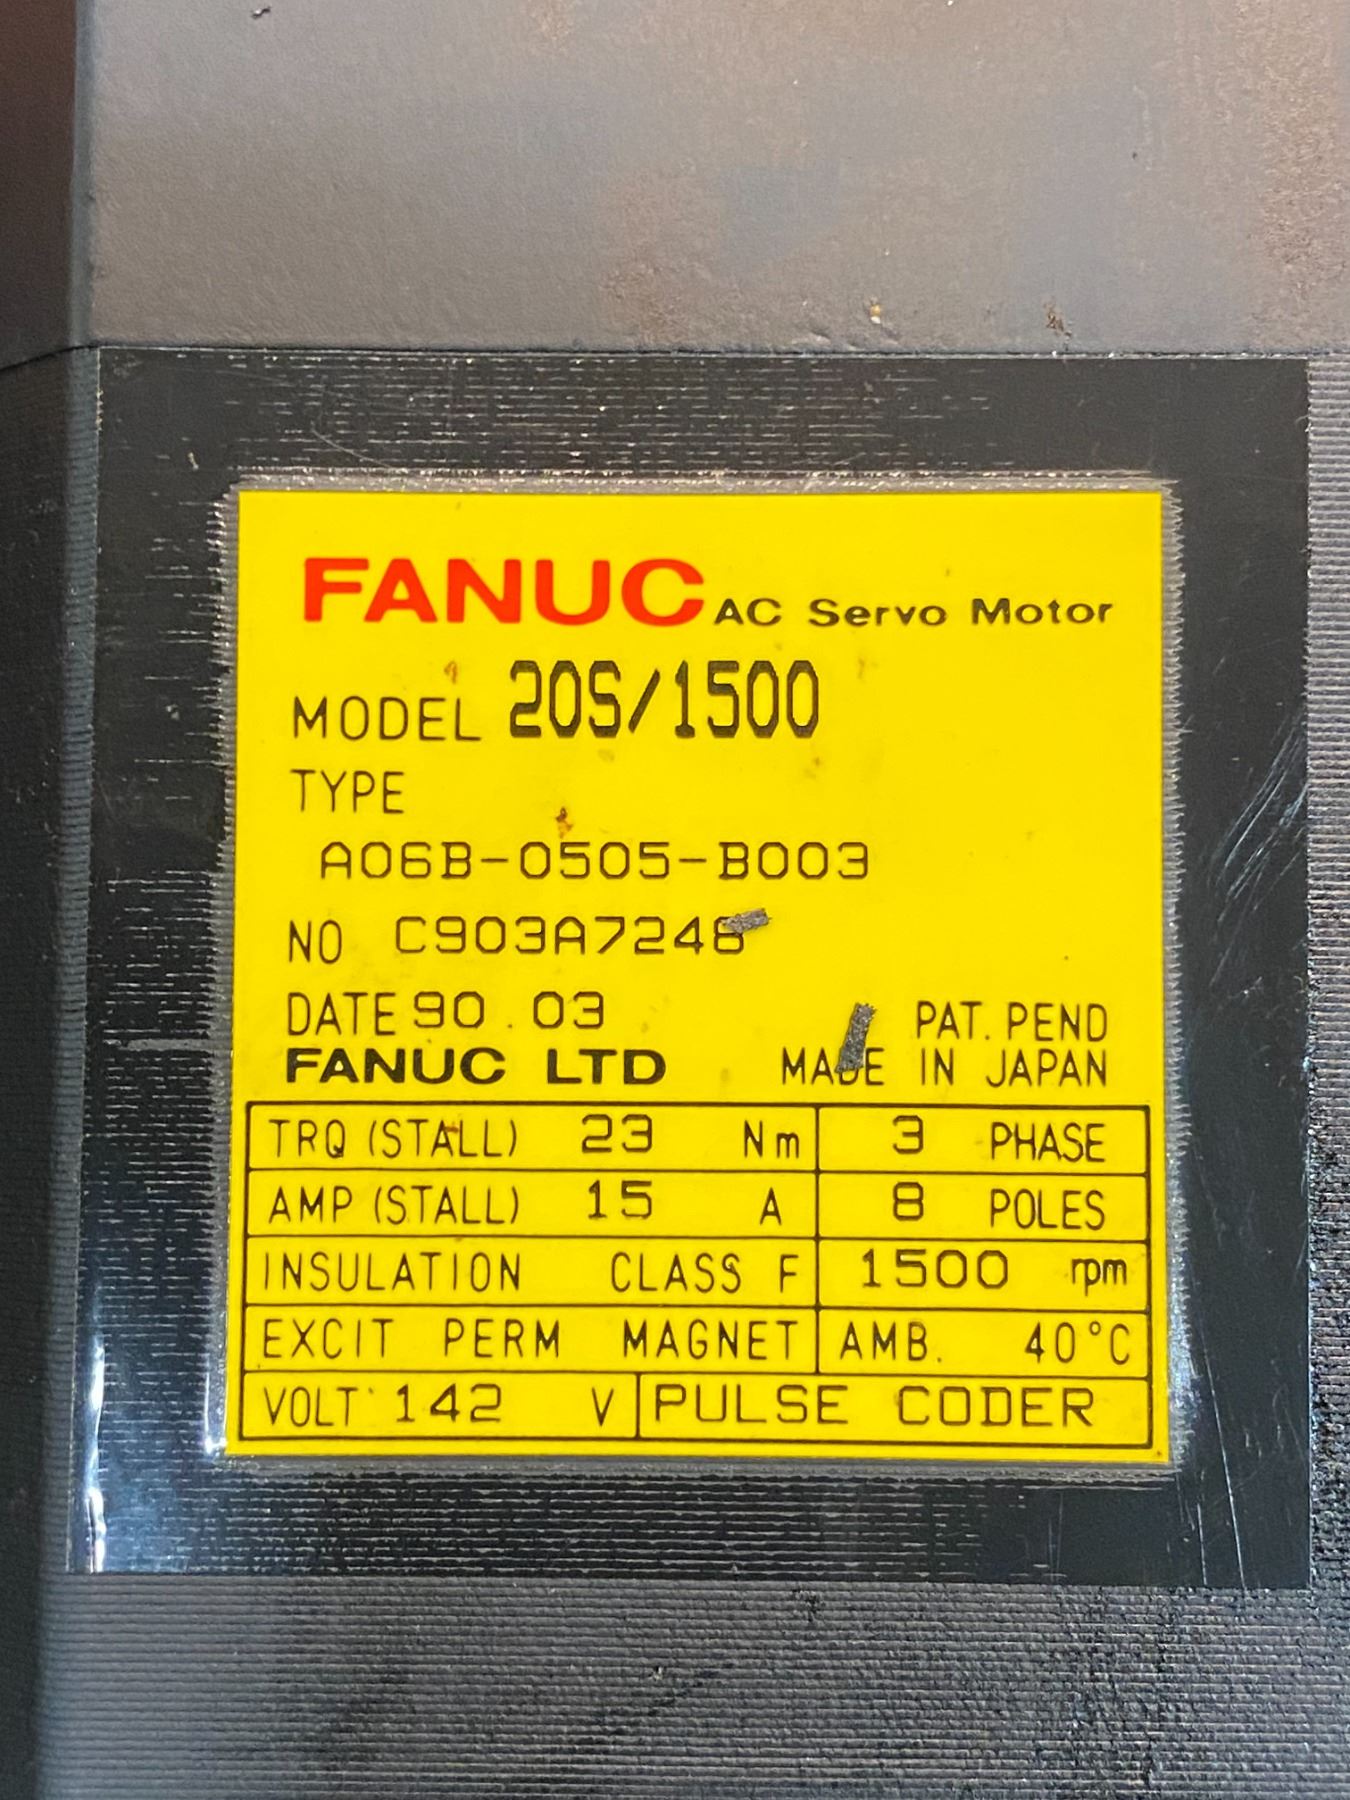 FANUC AC Servo Motor
MODEL 20S/1500
TYPE
A06B-0505-B003
NO C903A7248
DATE 90.03 PAT. PEND
FANUC LTD MADE IN JAPAN
TRQ (STALL) 23 Nm 3 PHASE
AMP (STALL) 15 A 8 POLES
INSULATION CLASS F 1500 rpm
EXCIT PERM MAGNET AMB. 40°C
VOLT 142 V PULSE CODER